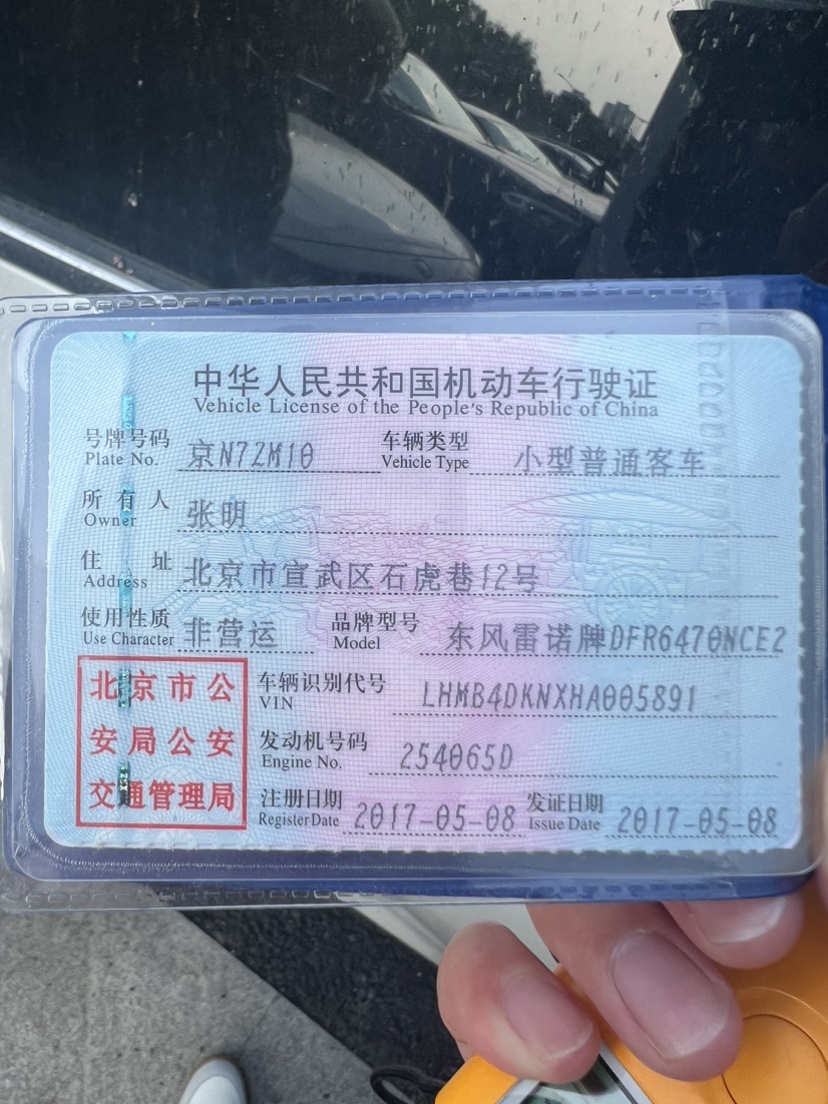 中华人民共和国机动车行驶证
Vehicle License of the People's Republic of China
号牌号码 京N7ZM10 车辆类型 小型普通客车
Plate No. Vehicle Type
所有人 张明
Owner
住址 北京市宣武区石虎巷12号
Address
使用性质 非营运 品牌型号 东风雷诺牌DFR6470NCE2
Use Character Model
北京市公
安局公安
交通管理局
车辆识别代号 LHMB4DKNXHA005891
VIN
发动机号码 254065D
Engine No.
注册日期 2017-05-08 发证日期 2017-05-08
Register Date Issue Date